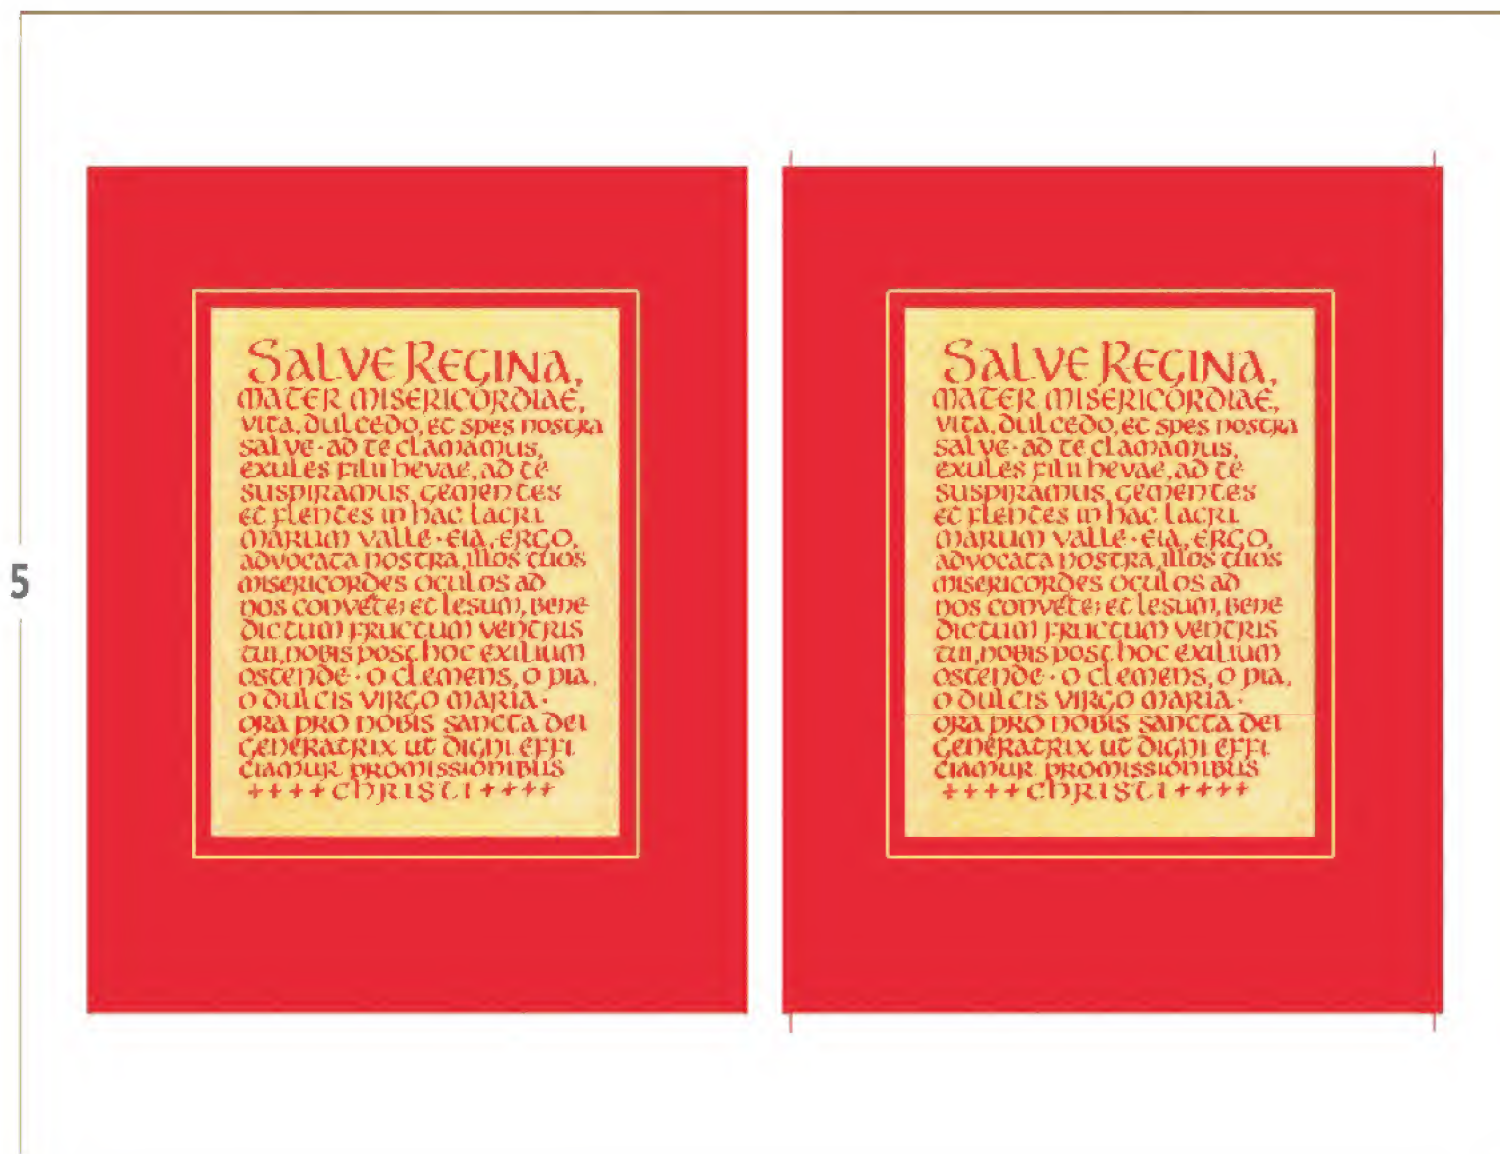 5
SALVE REGINA,
MATER MISERICORDIAE,
VITA, DULCEDO, ET SPES NOSTRA
SALVE · AD TE CLAMAMUS,
EXULES FILII HEVAE, AD TE
SUSPIRAMUS, GEMENTES
ET FLENTES IN HAC LACRI
MARUM VALLE · EIA, ERGO,
ADVOCATA NOSTRA, ILLOS TUOS
MISERICORDES OCULOS AD
NOS CONVETE; ET IESUM, BENE
DICTUM FRUCTUM VENTRIS
TUI, NOBIS POST HOC EXILIUM
OSTENDE · O CLEMENS, O PIA,
O DULCIS VIRGO MARIA ·
ORA PRO NOBIS SANCTA DEI
GENERATRIX UT DIGNI EFFI
CIAMUR PROMISSIONIBUS
++++ CHRISTI ++++
SALVE REGINA,
MATER MISERICORDIAE,
VITA, DULCEDO, ET SPES NOSTRA
SALVE · AD TE CLAMAMUS,
EXULES FILII HEVAE, AD TE
SUSPIRAMUS, GEMENTES
ET FLENTES IN HAC LACRI
MARUM VALLE · EIA, ERGO,
ADVOCATA NOSTRA, ILLOS TUOS
MISERICORDES OCULOS AD
NOS CONVETE; ET IESUM, BENE
DICTUM FRUCTUM VENTRIS
TUI, NOBIS POST HOC EXILIUM
OSTENDE · O CLEMENS, O PIA,
O DULCIS VIRGO MARIA ·
ORA PRO NOBIS SANCTA DEI
GENERATRIX UT DIGNI EFFI
CIAMUR PROMISSIONIBUS
++++ CHRISTI ++++